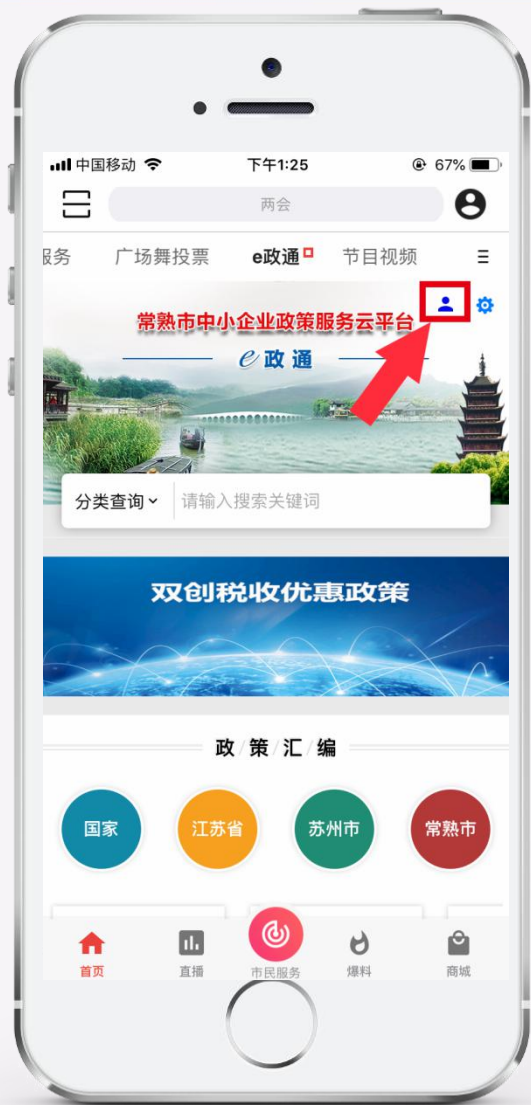 中国移动 下午1:25 67%
两会
服务 广场舞投票 e政通 节目视频
常熟市中小企业政策服务云平台
e政通
分类查询 请输入搜索关键词
双创税收优惠政策
政/策/汇/编
国家 江苏省 苏州市 常熟市
首页 直播 市民服务 爆料 商城